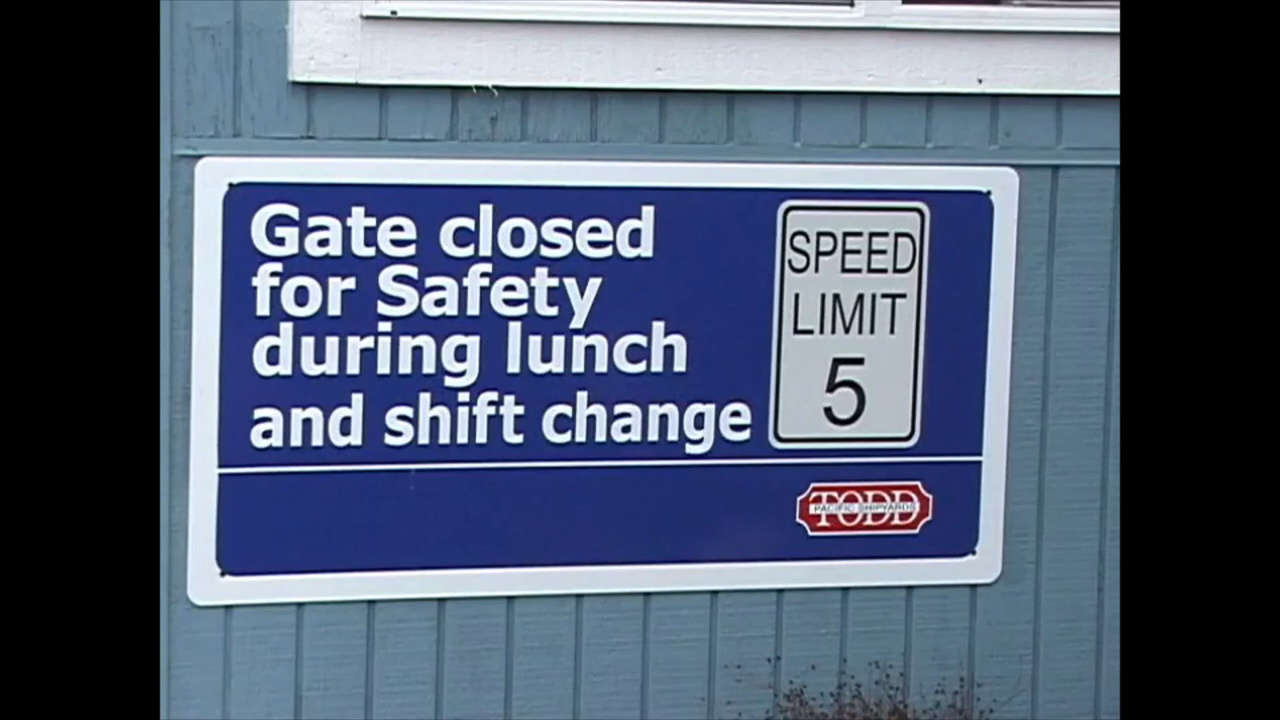 Gate closed
for Safety
during lunch
and shift change
SPEED
LIMIT
5
TODD
PACIFIC SHIPYARDS